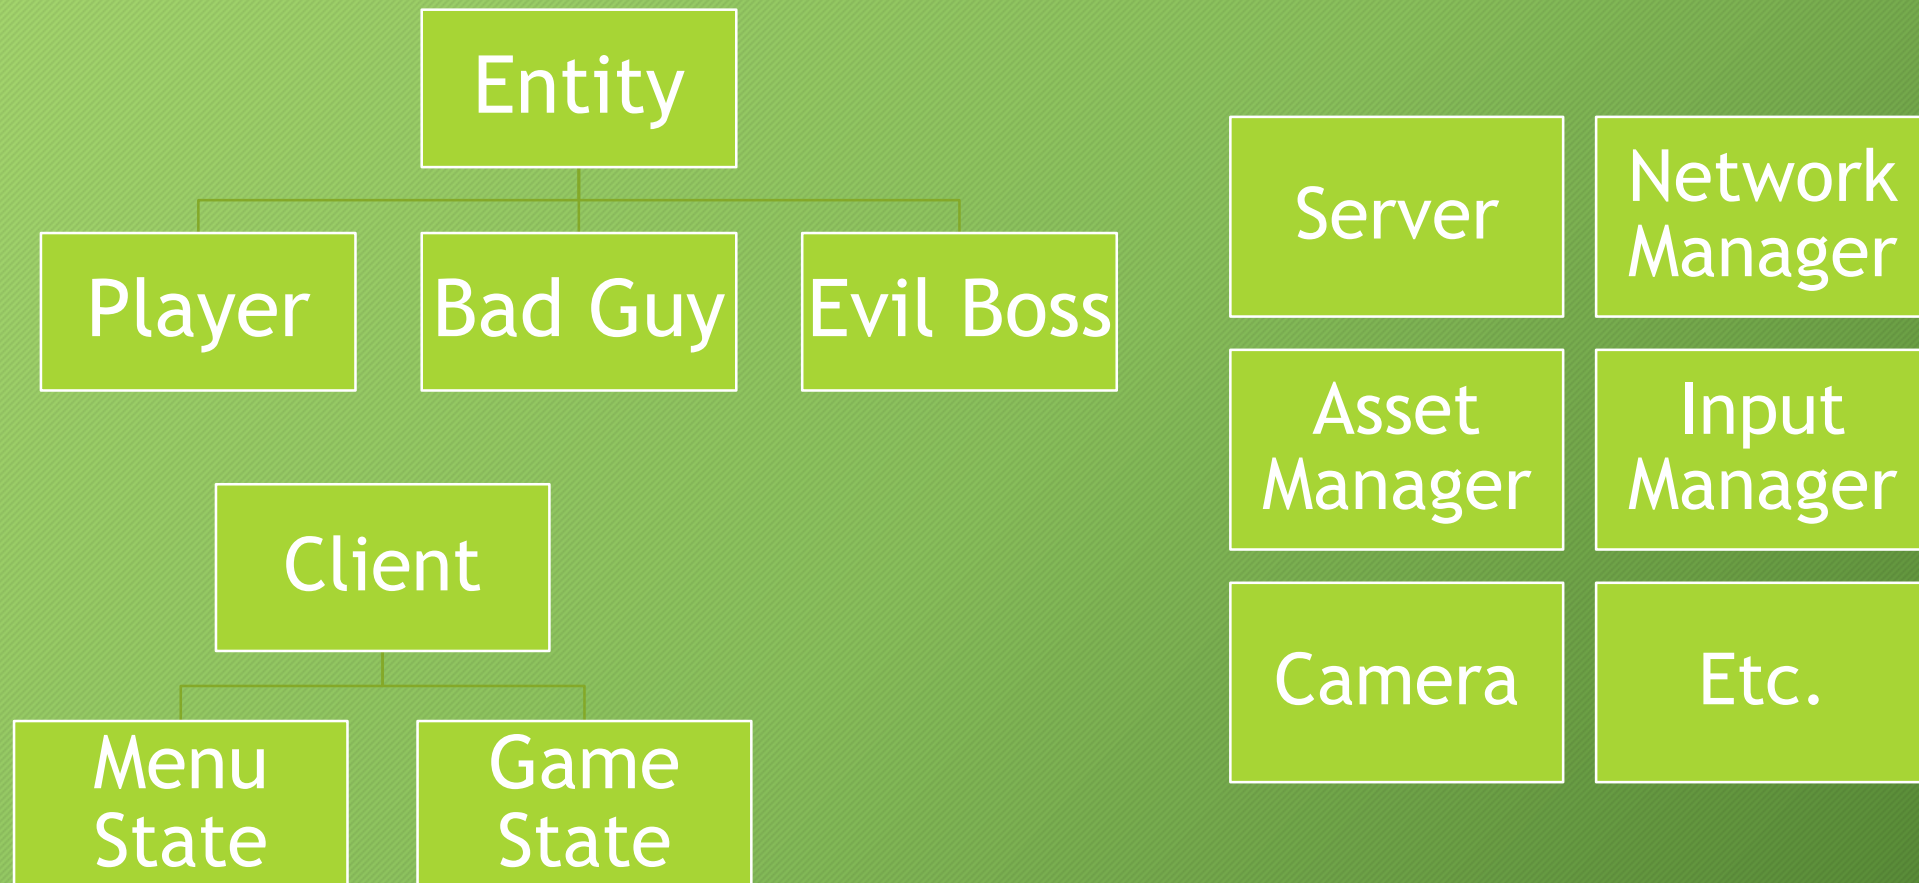 Entity
Player
Bad Guy
Evil Boss
Client
Menu
State
Game
State
Server
Network
Manager
Asset
Manager
Input
Manager
Camera
Etc.